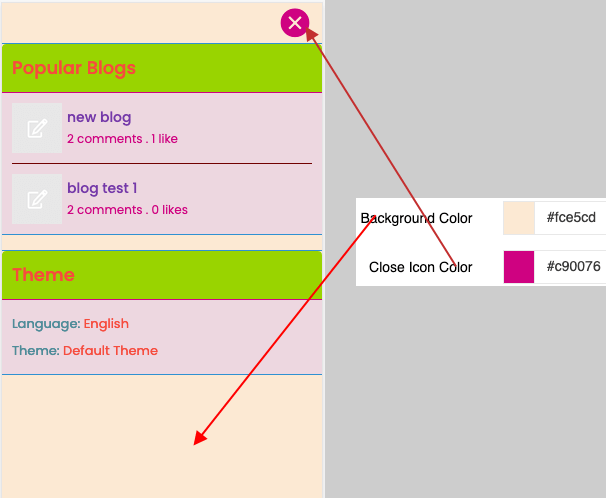 Popular Blogs
new blog
2 comments . 1 like
blog test 1
2 comments . 0 likes
Theme
Language: English
Theme: Default Theme
Background Color #fce5cd
Close Icon Color #c90076